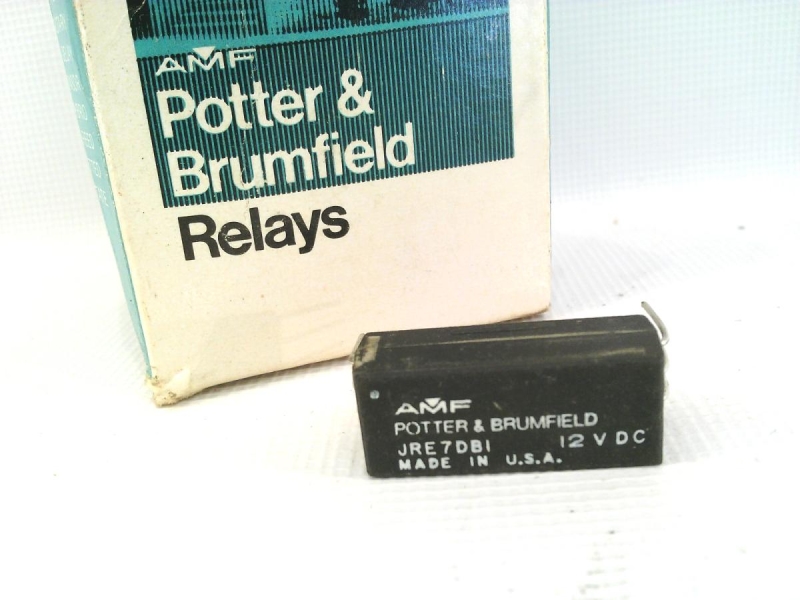 AMF
Potter &
Brumfield
Relays
AMF
POTTER & BRUMFIELD
JRE7DB1 12 VDC
MADE IN U.S.A.